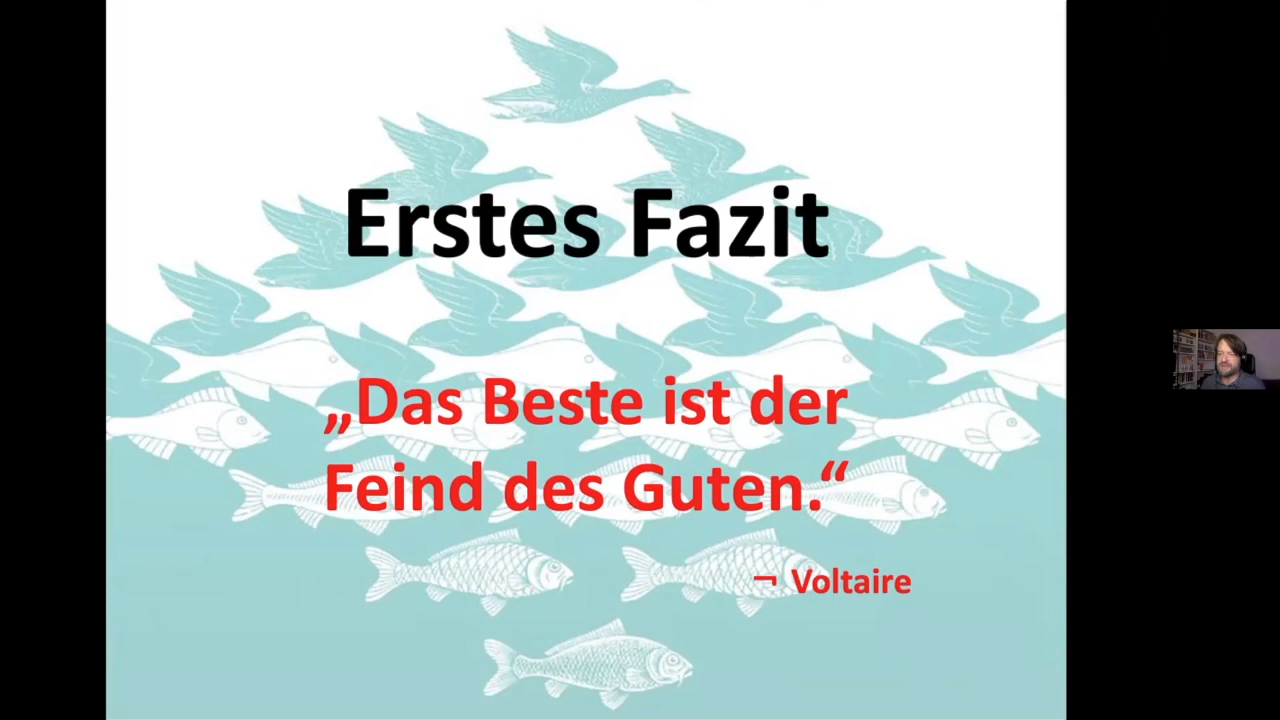 Erstes Fazit
„Das Beste ist der
Feind des Guten.“
¬ Voltaire